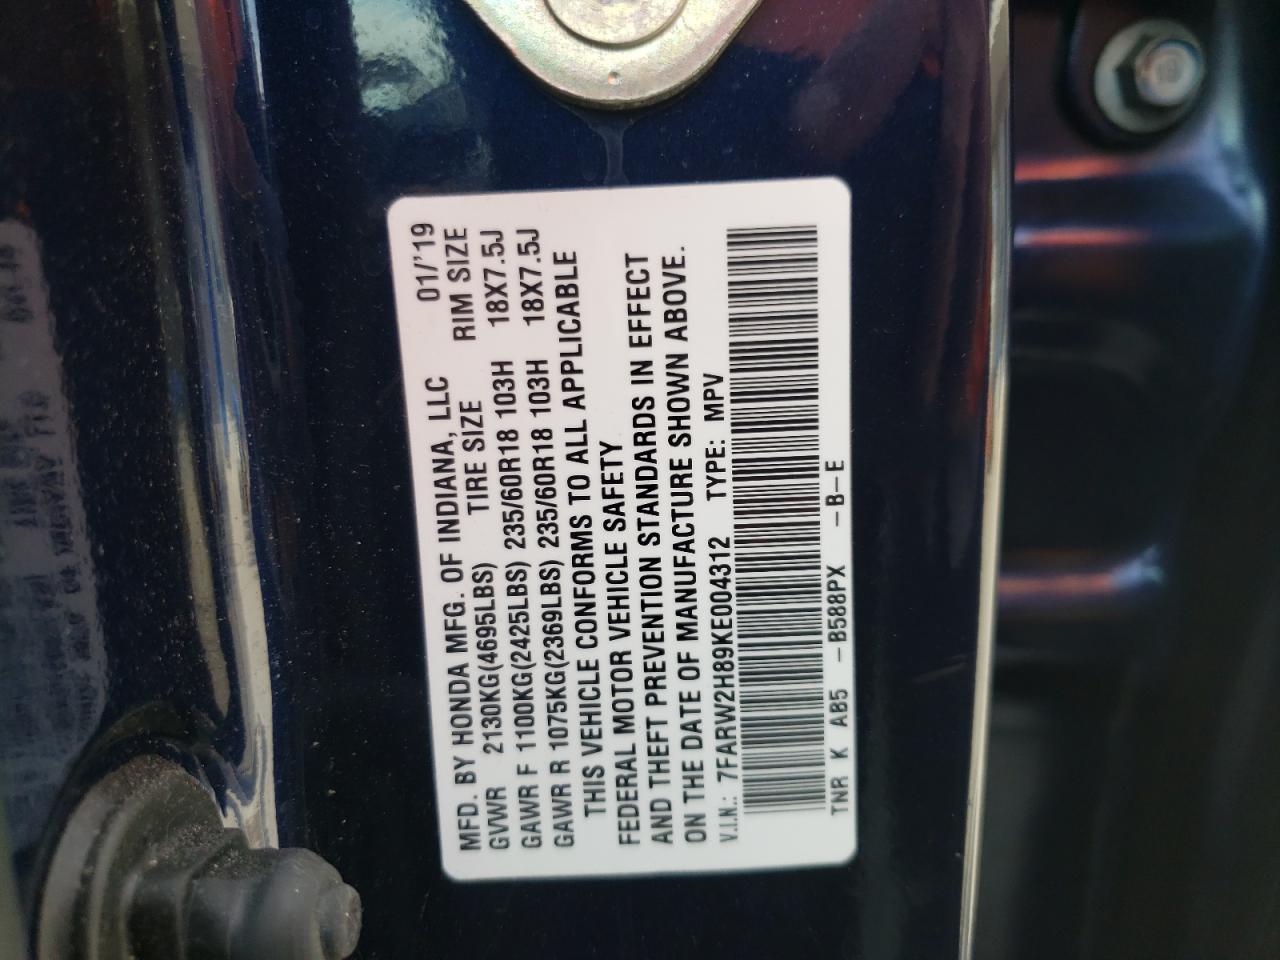 MFD. BY HONDA MFG. OF INDIANA, LLC 01/'19
GVWR 2130KG(4695LBS) TIRE SIZE RIM SIZE
GAWR F 1100KG(2425LBS) 235/60R18 103H 18X7.5J
GAWR R 1075KG(2369LBS) 235/60R18 103H 18X7.5J
THIS VEHICLE CONFORMS TO ALL APPLICABLE
FEDERAL MOTOR VEHICLE SAFETY
AND THEFT PREVENTION STANDARDS IN EFFECT
ON THE DATE OF MANUFACTURE SHOWN ABOVE.
V.I.N.: 7FARW2H89KE004312 TYPE: MPV
TNR K A85 -B588PX -B-E